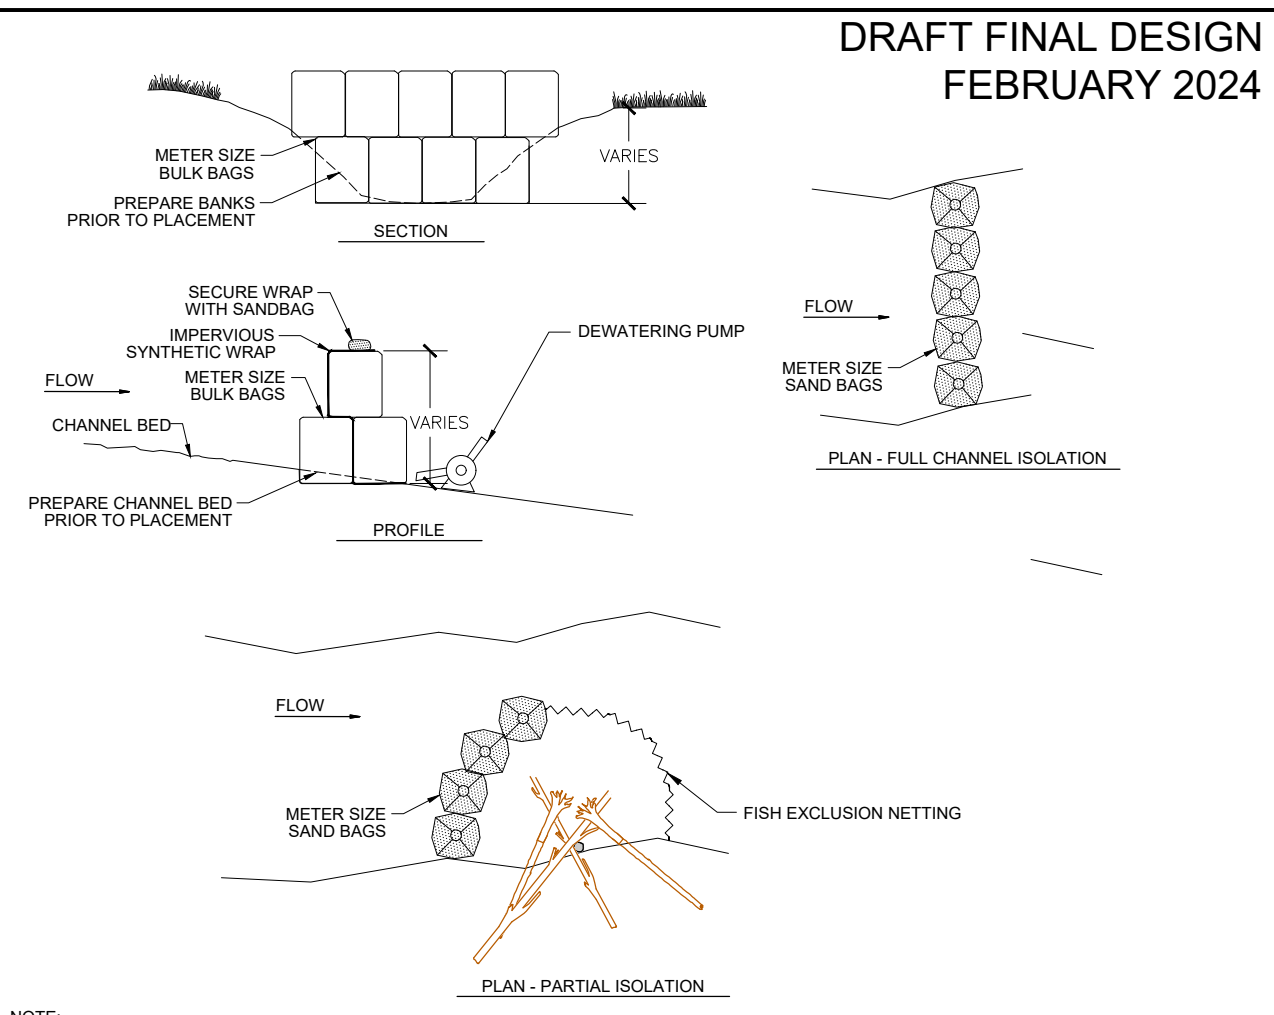 DRAFT FINAL DESIGN
FEBRUARY 2024
METER SIZE
BULK BAGS
PREPARE BANKS
PRIOR TO PLACEMENT
VARIES
SECTION
SECURE WRAP
WITH SANDBAG
IMPERVIOUS
SYNTHETIC WRAP
METER SIZE
BULK BAGS
FLOW
CHANNEL BED
VARIES
DEWATERING PUMP
PREPARE CHANNEL BED
PRIOR TO PLACEMENT
PROFILE
FLOW
METER SIZE
SAND BAGS
PLAN - FULL CHANNEL ISOLATION
FLOW
METER SIZE
SAND BAGS
FISH EXCLUSION NETTING
PLAN - PARTIAL ISOLATION
NOTE: